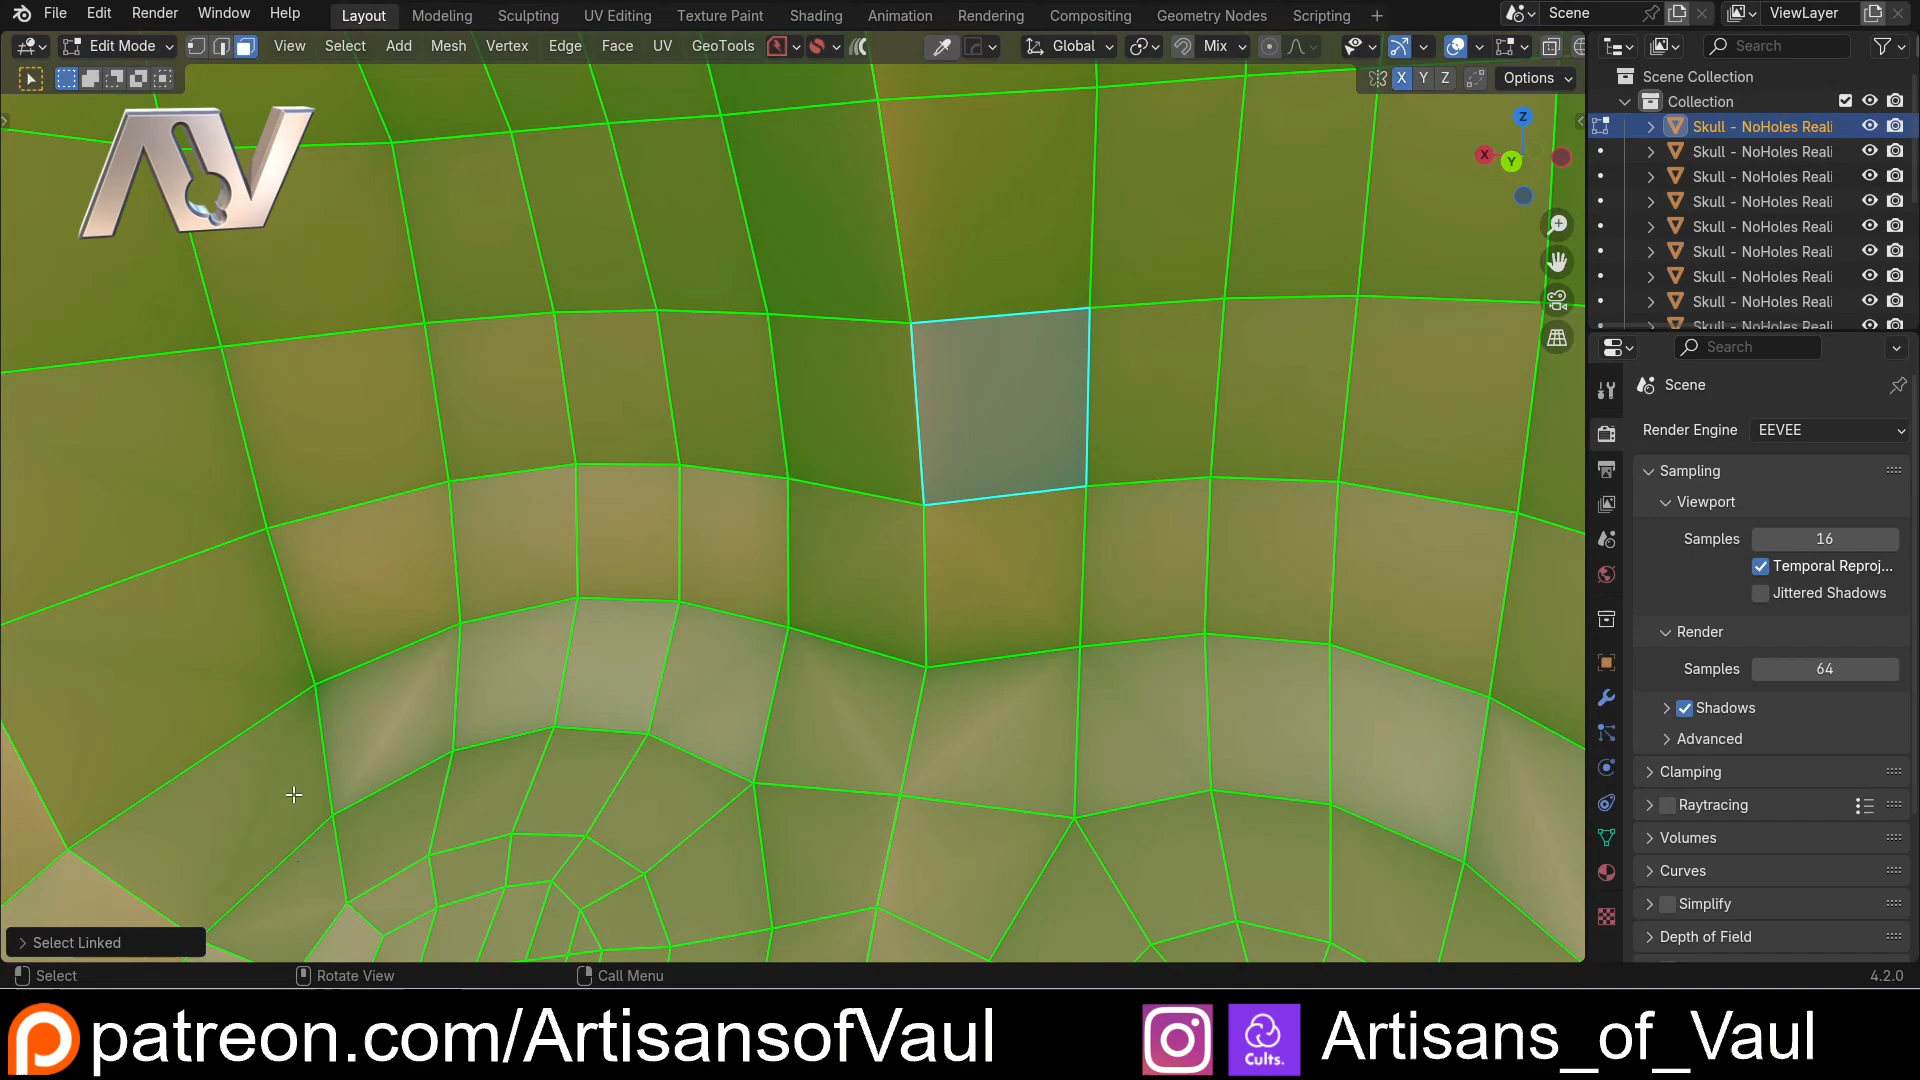 File Edit Render Window Help Layout Modeling Sculpting UV Editing Texture Paint Shading Animation Rendering Compositing Geometry Nodes Scripting + Scene ViewLayer
Edit Mode View Select Add Mesh Vertex Edge Face UV GeoTools Global Mix Search
X Y Z Options
AV
Scene Collection
Collection
Skull - NoHoles Reali
Skull - NoHoles Reali
Skull - NoHoles Reali
Skull - NoHoles Reali
Skull - NoHoles Reali
Skull - NoHoles Reali
Skull - NoHoles Reali
Skull - NoHoles Reali
Skull - NoHoles Reali
Z
X
Y
Search
Scene
Render Engine EEVEE
Sampling
Viewport
Samples 16
Temporal Reproj...
Jittered Shadows
Render
Samples 64
Shadows
Advanced
Clamping
Raytracing
Volumes
Curves
Simplify
Depth of Field
Select Linked
Select Rotate View Call Menu 4.2.0
patreon.com/ArtisansofVaul Cults. Artisans_of_Vaul